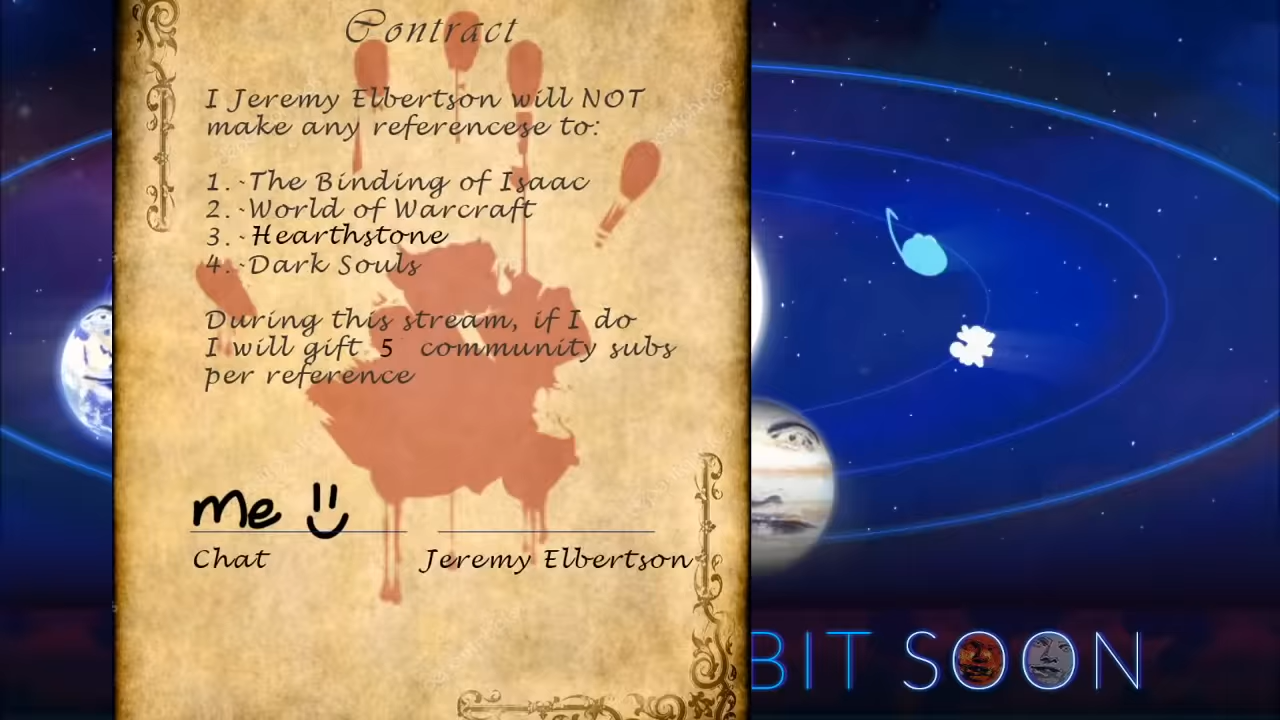 Contract
I Jeremy Elbertson will NOT
make any referencese to:
1.-The Binding of Isaac
2.-World of Warcraft
3.-Hearthstone
4.-Dark Souls
During this stream, if I do
I will gift 5 community subs
per reference
me
Chat
Jeremy Elbertson
BIT SOON